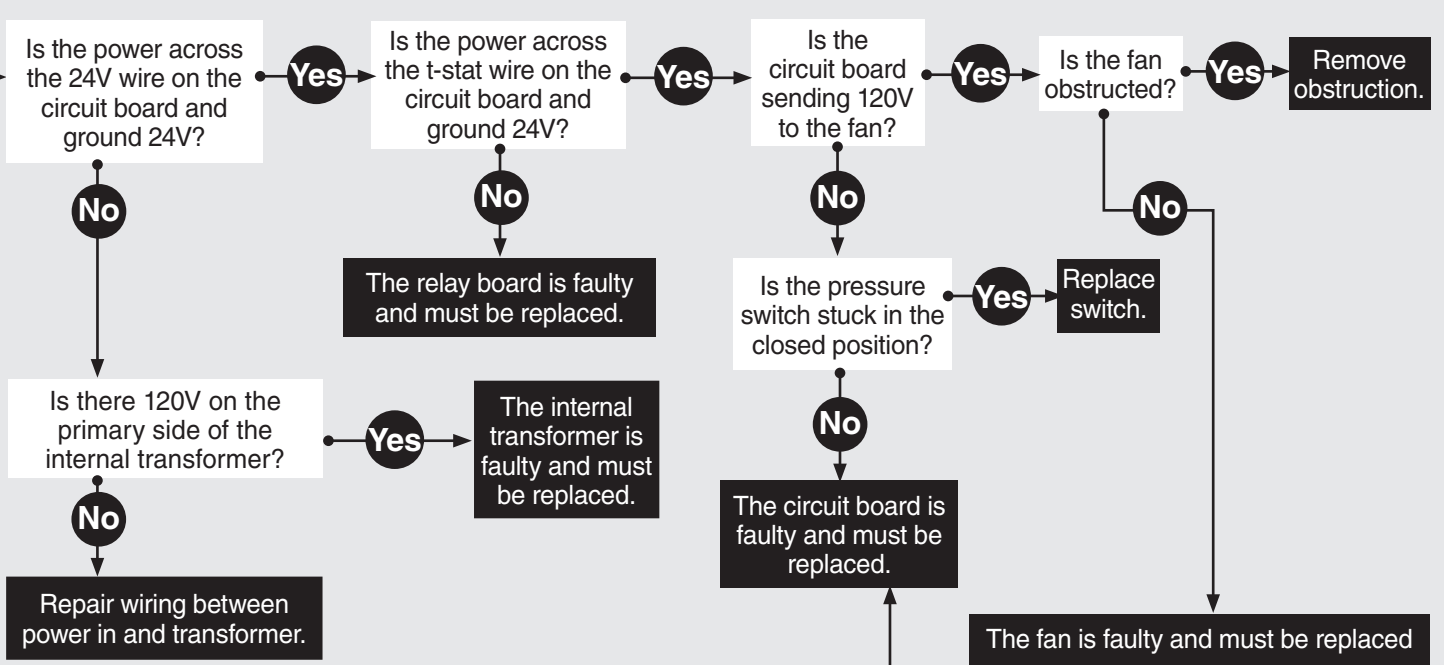 Is the power across
the 24V wire on the
circuit board and
ground 24V?
Yes
Is the power across
the t-stat wire on the
circuit board and
ground 24V?
Yes
Is the
circuit board
sending 120V
to the fan?
Yes
Is the fan
obstructed?
Yes
Remove
obstruction.
No
No
No
No
The relay board is faulty
and must be replaced.
Is the pressure
switch stuck in the
closed position?
Yes
Replace
switch.
Is there 120V on the
primary side of the
internal transformer?
Yes
The internal
transformer is
faulty and must
be replaced.
No
No
The circuit board is
faulty and must be
replaced.
Repair wiring between
power in and transformer.
The fan is faulty and must be replaced